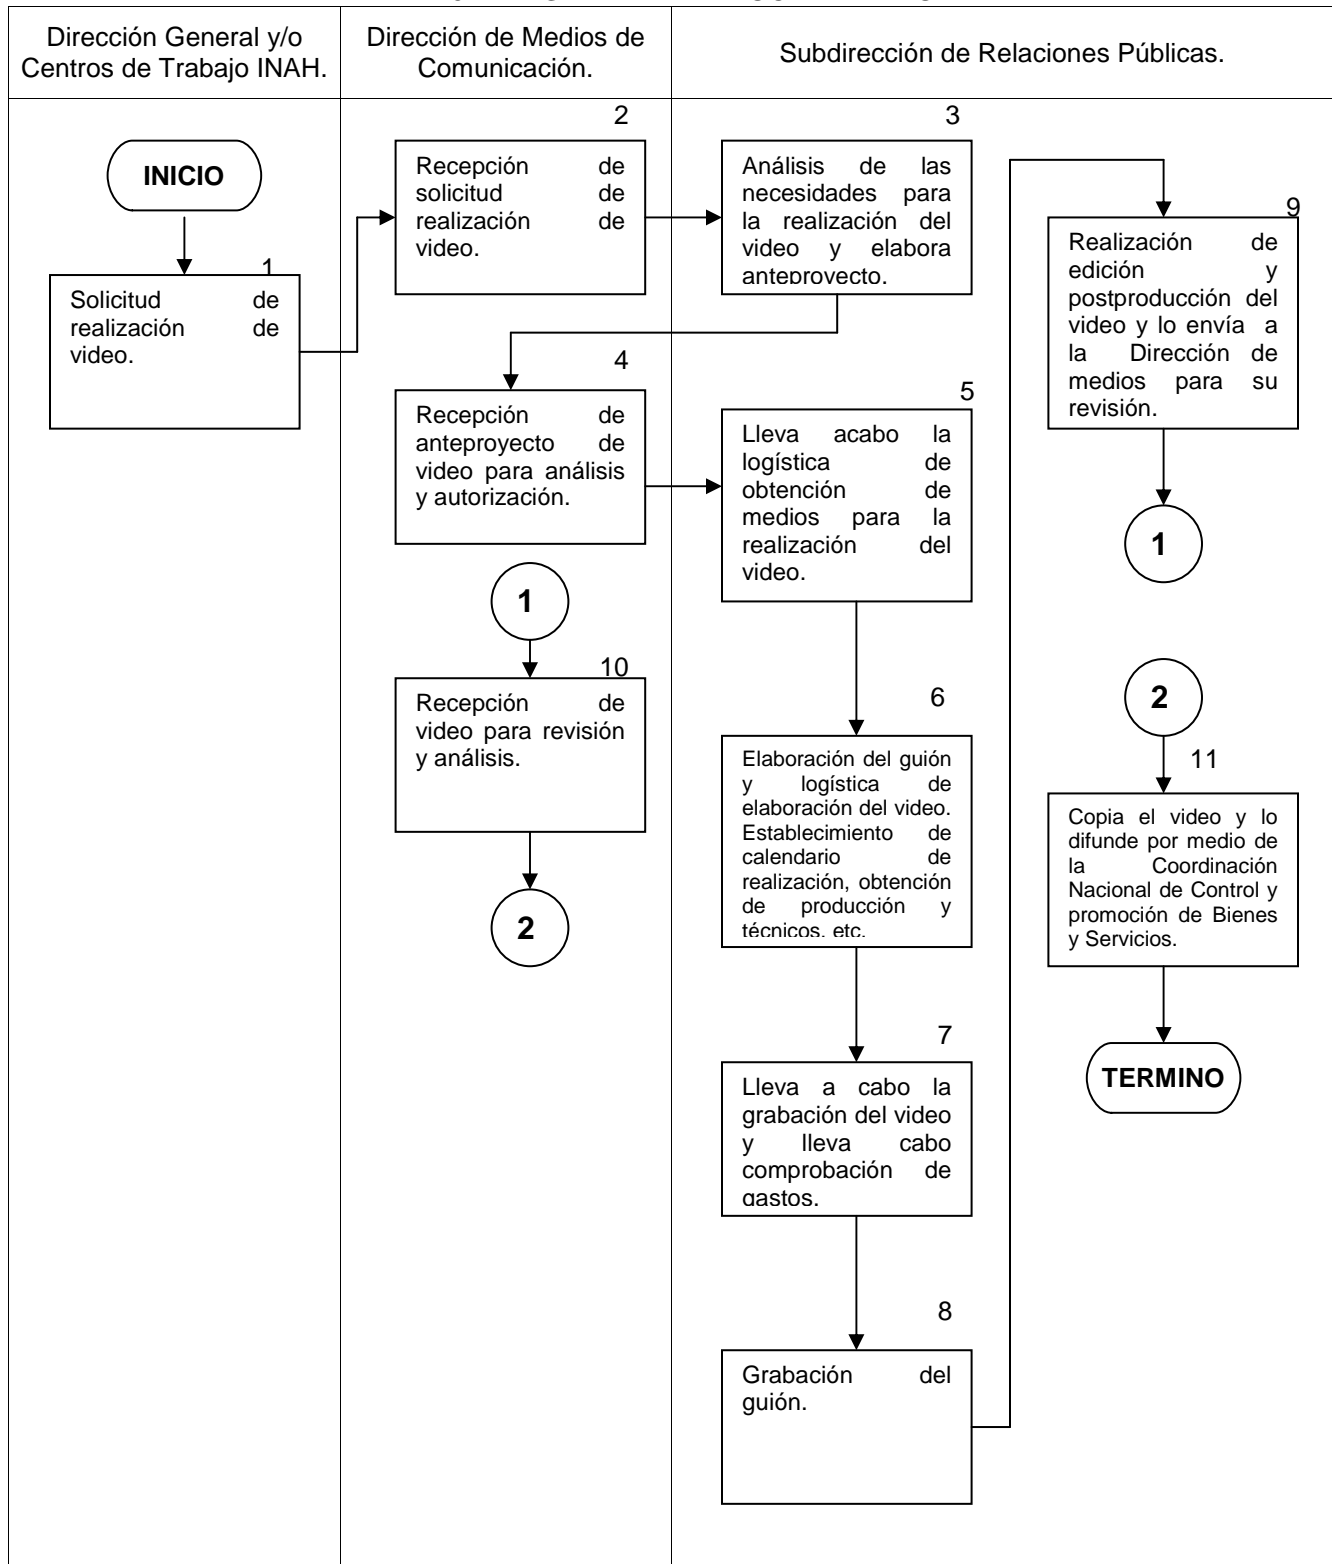 Dirección General y/o
Centros de Trabajo INAH.
Dirección de Medios de
Comunicación.
Subdirección de Relaciones Públicas.
INICIO
1
Solicitud de
realización de
video.
2
Recepción de
solicitud de
realización de
video.
3
Análisis de las
necesidades para
la realización del
video y elabora
anteproyecto.
4
Recepción de
anteproyecto de
video para análisis
y autorización.
5
Lleva acabo la
logística de
obtención de
medios para la
realización del
video.
6
Elaboración del guión
y logística de
elaboración del video.
Establecimiento de
calendario de
realización, obtención
de producción y
técnicos, etc.
7
Lleva a cabo la
grabación del video
y lleva cabo
comprobación de
gastos.
8
Grabación del
guión.
9
Realización de
edición y
postproducción del
video y lo envía a
la Dirección de
medios para su
revisión.
1
1
10
Recepción de
video para revisión
y análisis.
2
2
11
Copia el video y lo
difunde por medio de
la Coordinación
Nacional de Control y
promoción de Bienes
y Servicios.
TERMINO